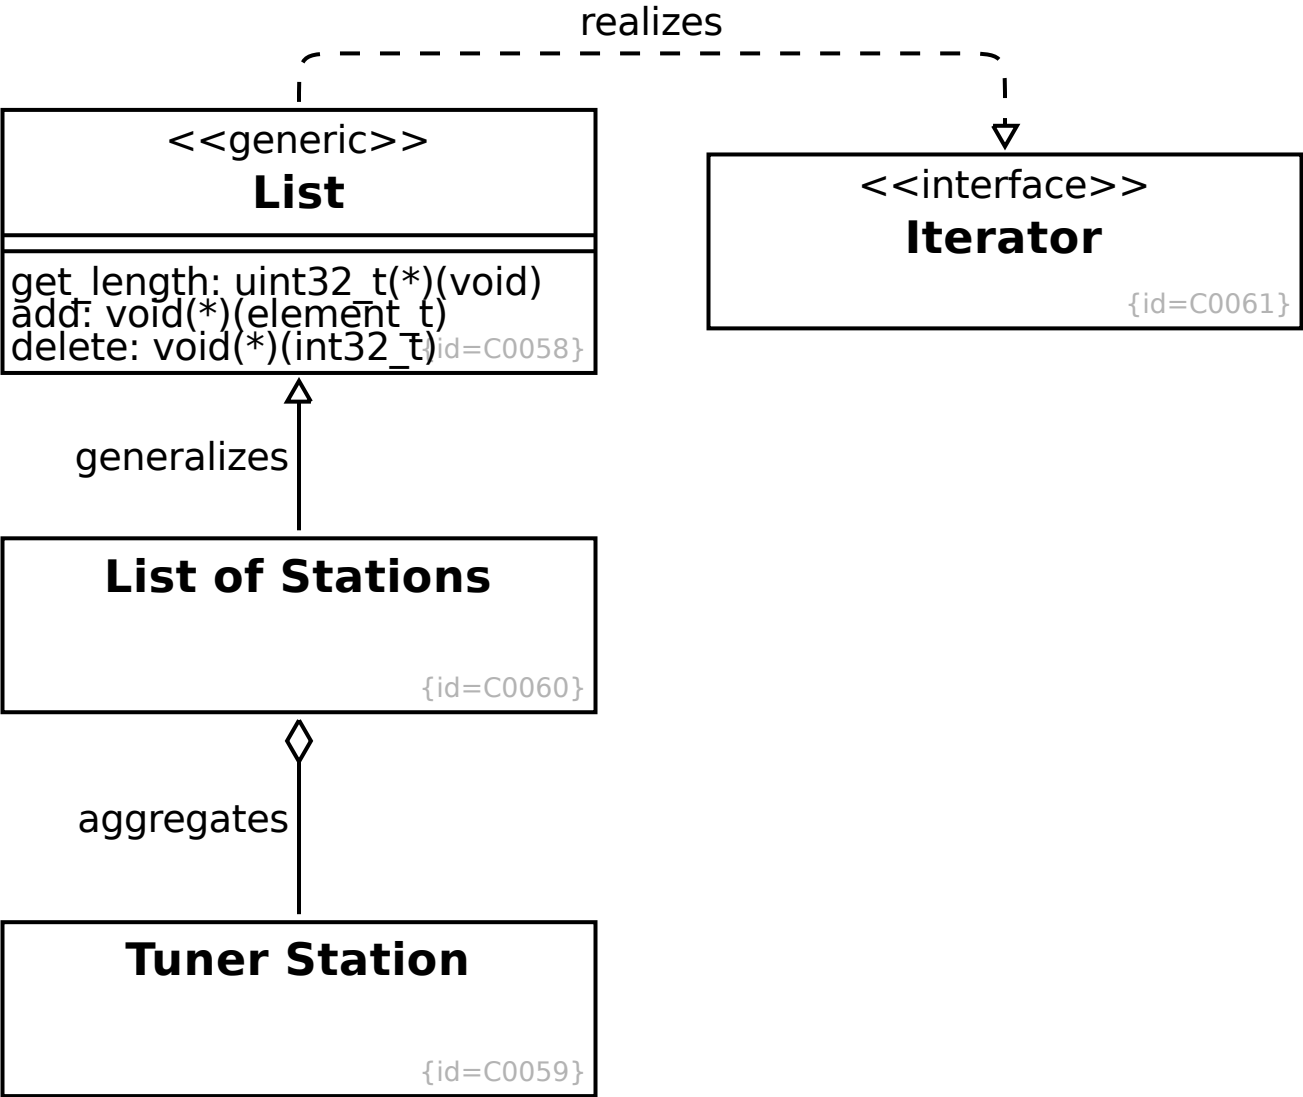 realizes
<<generic>>
List
get_length: uint32_t(*)(void)
add: void(*)(element_t)
delete: void(*)(int32_t)
{id=C0058}
<<interface>>
Iterator
{id=C0061}
generalizes
List of Stations
{id=C0060}
aggregates
Tuner Station
{id=C0059}